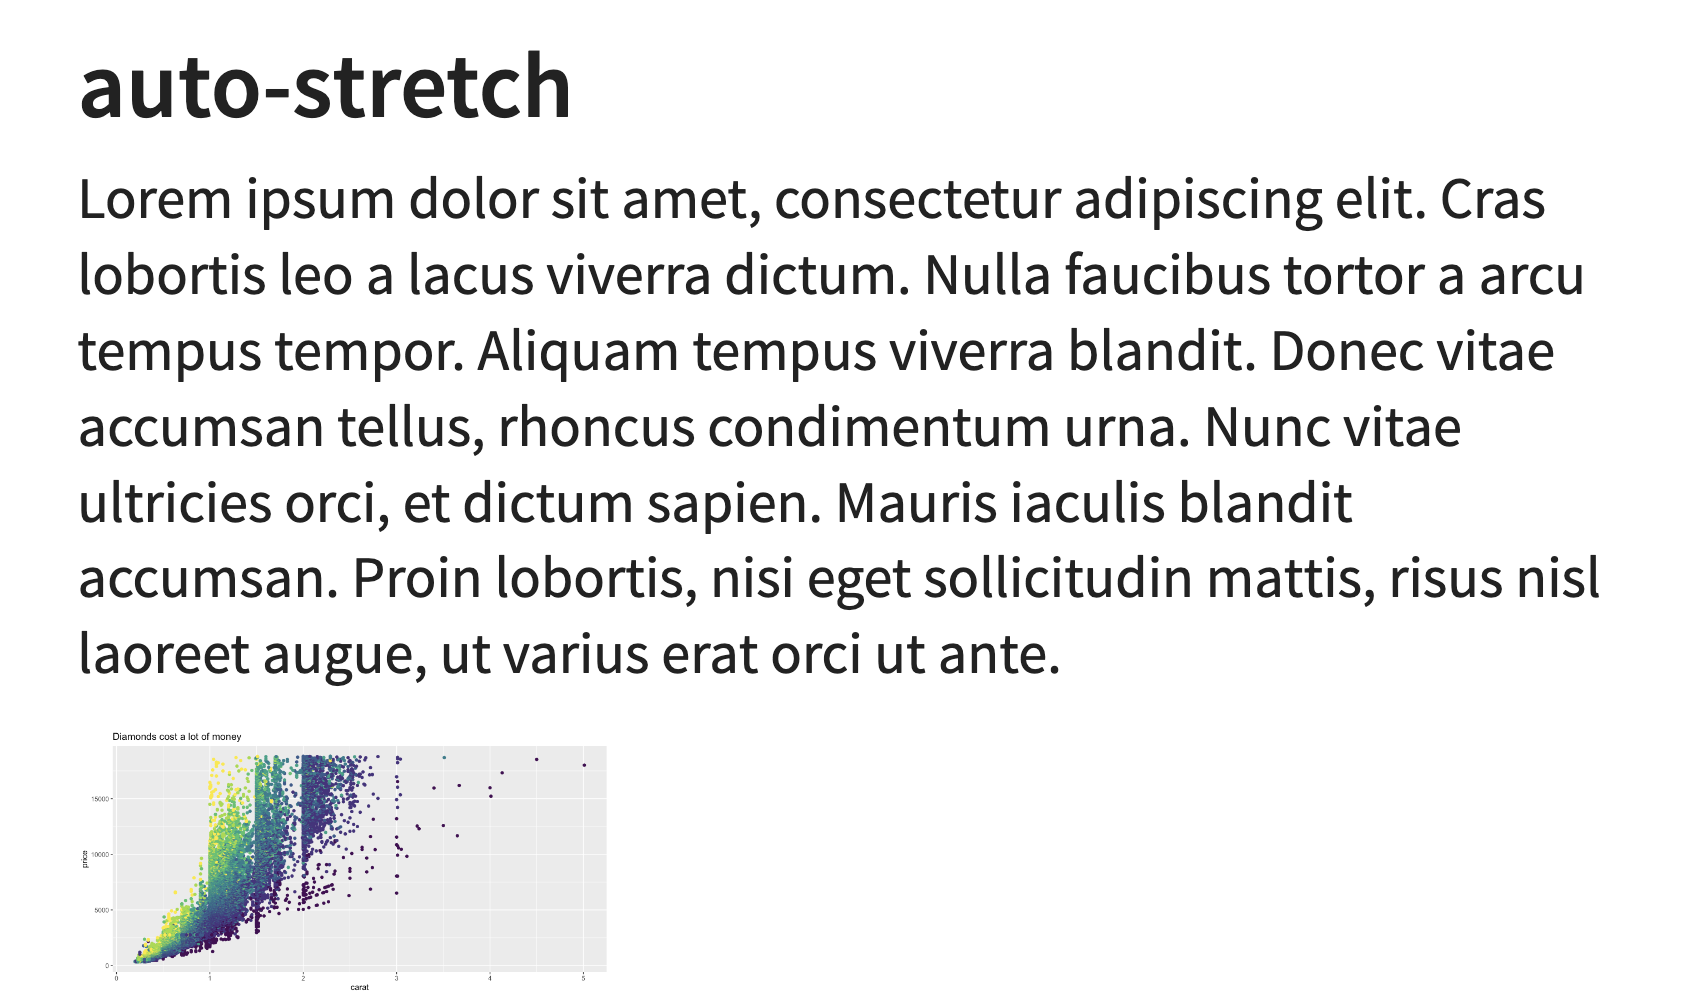 auto-stretch
Lorem ipsum dolor sit amet, consectetur adipiscing elit. Cras
lobortis leo a lacus viverra dictum. Nulla faucibus tortor a arcu
tempus tempor. Aliquam tempus viverra blandit. Donec vitae
accumsan tellus, rhoncus condimentum urna. Nunc vitae
ultricies orci, et dictum sapien. Mauris iaculis blandit
accumsan. Proin lobortis, nisi eget sollicitudin mattis, risus nisl
laoreet augue, ut varius erat orci ut ante.
Diamonds cost a lot of money
15000
10000
5000
0
price
0 1 2 3 4 5
carat